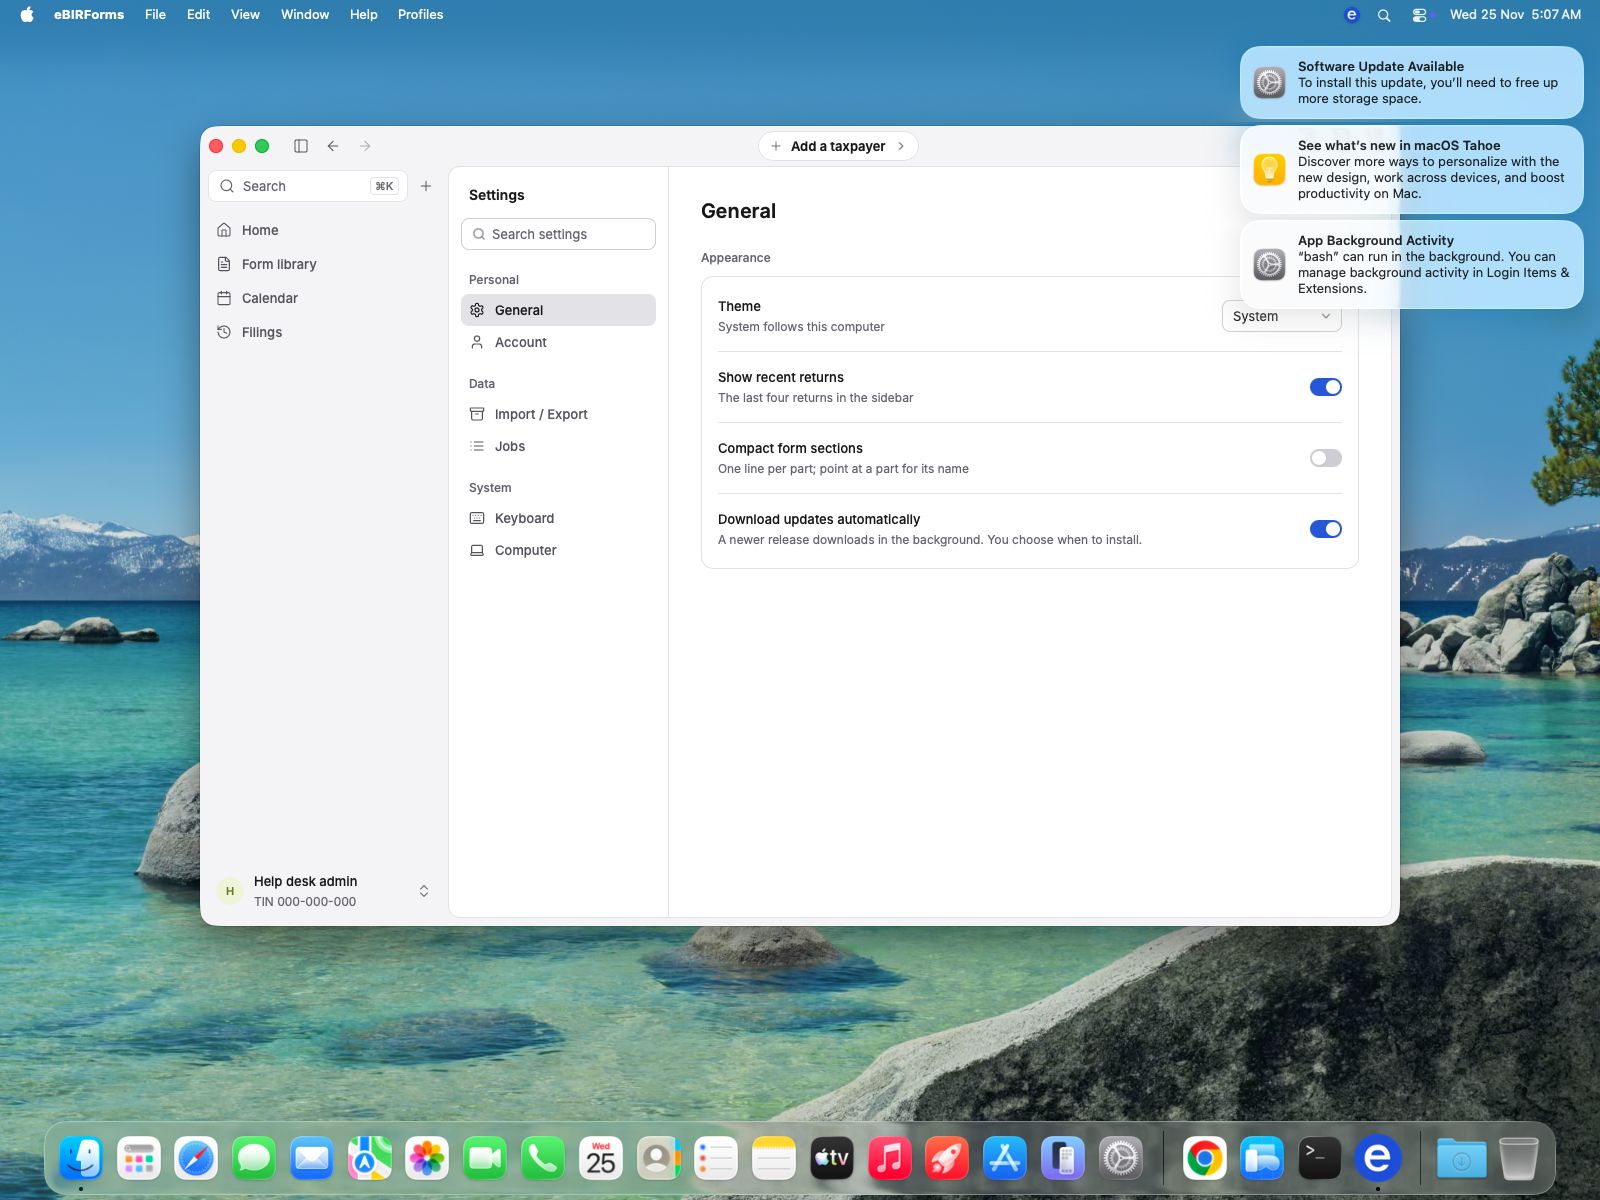 eBIRForms File Edit View Window Help Profiles
e
Wed 25 Nov 5:07 AM
Software Update Available
To install this update, you’ll need to free up
more storage space.
See what’s new in macOS Tahoe
Discover more ways to personalize with the
new design, work across devices, and boost
productivity on Mac.
App Background Activity
“bash” can run in the background. You can
manage background activity in Login Items &
Extensions.
Add a taxpayer
Search ⌘K
Home
Form library
Calendar
Filings
H
Help desk admin
TIN 000-000-000
Settings
Search settings
Personal
General
Account
Data
Import / Export
Jobs
System
Keyboard
Computer
General
Appearance
Theme
System follows this computer
System
Show recent returns
The last four returns in the sidebar
Compact form sections
One line per part; point at a part for its name
Download updates automatically
A newer release downloads in the background. You choose when to install.
Wed
25
tv
>_
e